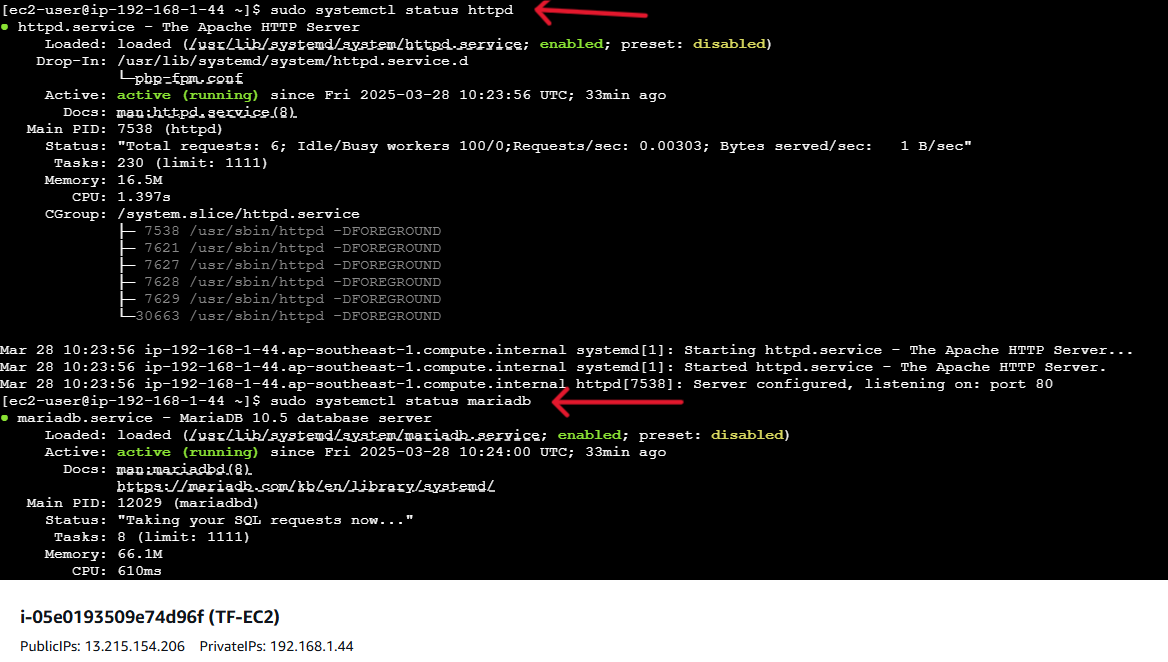 [ec2-user@ip-192-168-1-44 ~]$ sudo systemctl status httpd
● httpd.service - The Apache HTTP Server
Loaded: loaded (/usr/lib/systemd/system/httpd.service; enabled; preset: disabled)
Drop-In: /usr/lib/systemd/system/httpd.service.d
└─php-fpm.conf
Active: active (running) since Fri 2025-03-28 10:23:56 UTC; 33min ago
Docs: man:httpd.service(8)
Main PID: 7538 (httpd)
Status: "Total requests: 6; Idle/Busy workers 100/0;Requests/sec: 0.00303; Bytes served/sec:   1 B/sec"
Tasks: 230 (limit: 1111)
Memory: 16.5M
CPU: 1.397s
CGroup: /system.slice/httpd.service
├─ 7538 /usr/sbin/httpd -DFOREGROUND
├─ 7621 /usr/sbin/httpd -DFOREGROUND
├─ 7627 /usr/sbin/httpd -DFOREGROUND
├─ 7628 /usr/sbin/httpd -DFOREGROUND
├─ 7629 /usr/sbin/httpd -DFOREGROUND
└─30663 /usr/sbin/httpd -DFOREGROUND
Mar 28 10:23:56 ip-192-168-1-44.ap-southeast-1.compute.internal systemd[1]: Starting httpd.service - The Apache HTTP Server...
Mar 28 10:23:56 ip-192-168-1-44.ap-southeast-1.compute.internal systemd[1]: Started httpd.service - The Apache HTTP Server.
Mar 28 10:23:56 ip-192-168-1-44.ap-southeast-1.compute.internal httpd[7538]: Server configured, listening on: port 80
[ec2-user@ip-192-168-1-44 ~]$ sudo systemctl status mariadb
● mariadb.service - MariaDB 10.5 database server
Loaded: loaded (/usr/lib/systemd/system/mariadb.service; enabled; preset: disabled)
Active: active (running) since Fri 2025-03-28 10:24:00 UTC; 33min ago
Docs: man:mariadbd(8)
https://mariadb.com/kb/en/library/systemd/
Main PID: 12029 (mariadbd)
Status: "Taking your SQL requests now..."
Tasks: 8 (limit: 1111)
Memory: 66.1M
CPU: 610ms
i-05e0193509e74d96f (TF-EC2)
PublicIPs: 13.215.154.206 PrivateIPs: 192.168.1.44